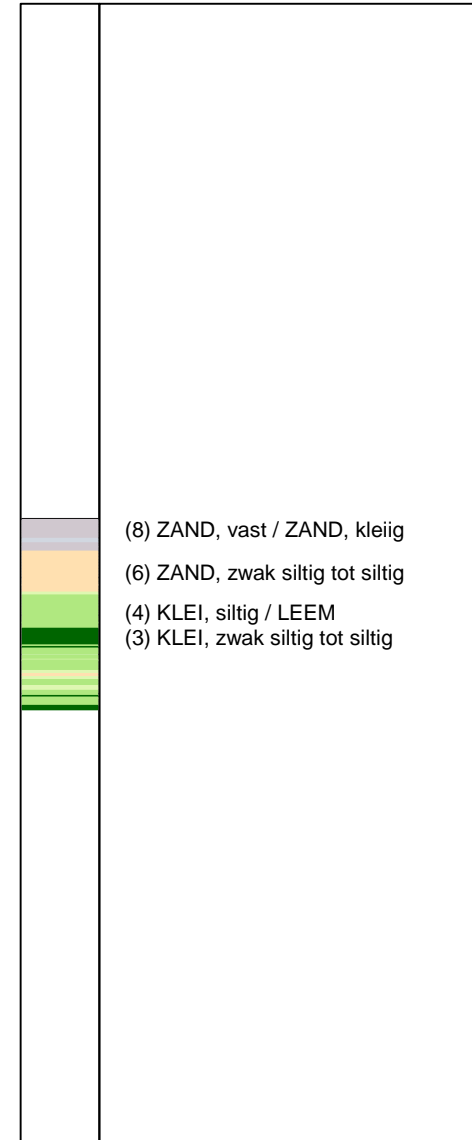 (8) ZAND, vast / ZAND, kleiig
(6) ZAND, zwak siltig tot siltig
(4) KLEI, siltig / LEEM
(3) KLEI, zwak siltig tot siltig